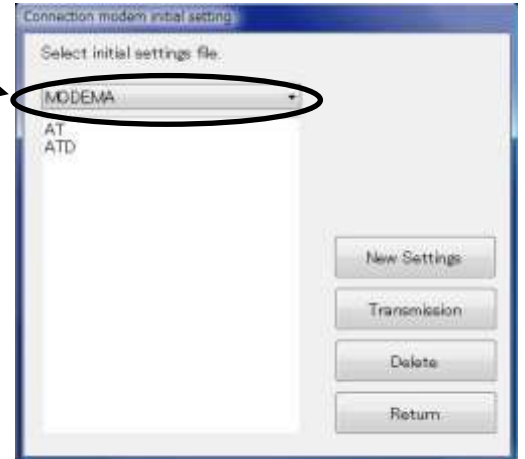 Connection modem initial setting
Select initial settings file.
MODEMA
AT
ATD
New Settings
Transmission
Delete
Return